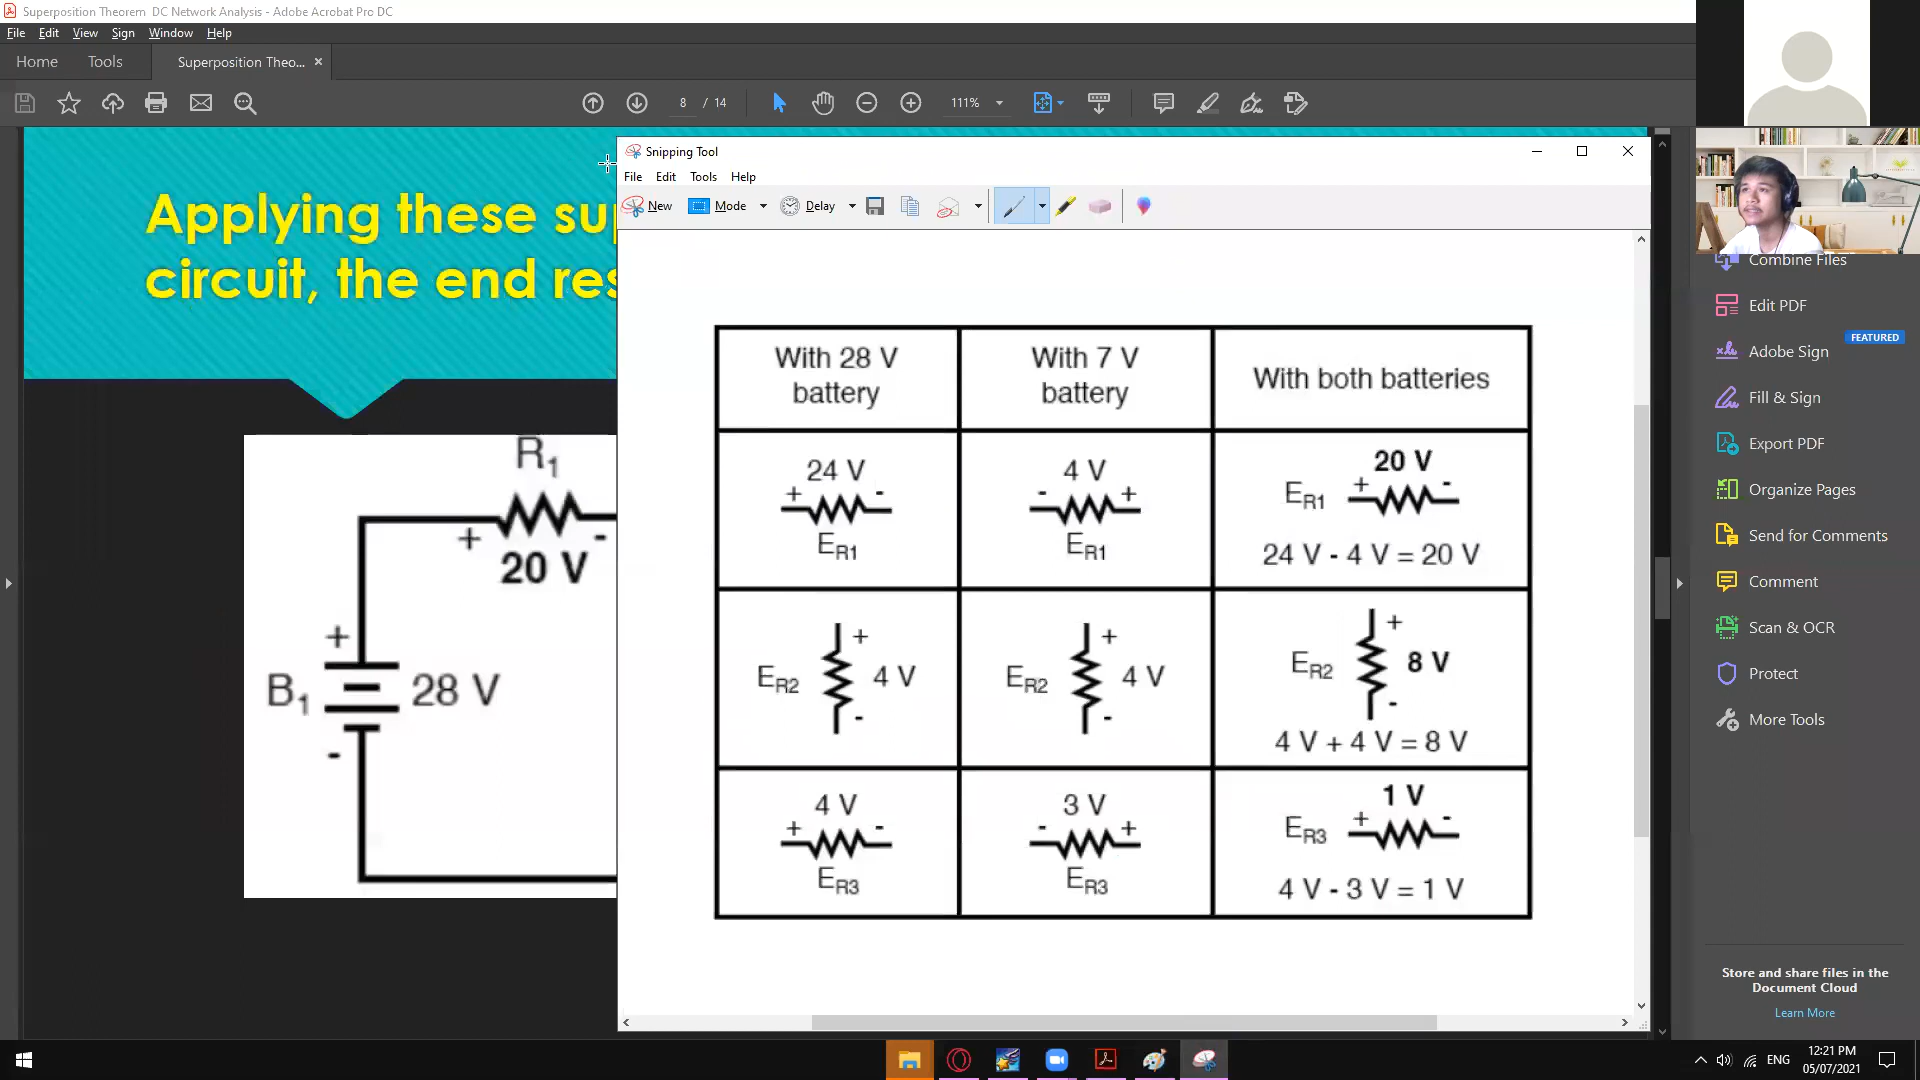 Superposition Theorem  DC Network Analysis - Adobe Acrobat Pro DC
File Edit View Sign Window Help
Home Tools Superposition Theo... ×
8 / 14 111%
Applying these
circuit, the end
R1
+ -
20 V
+
B1 28 V
-
Snipping Tool
File Edit Tools Help
New Mode Delay
With 28 V battery
With 7 V battery
With both batteries
24 V
+ -
ER1
4 V
- +
ER1
20 V
ER1 + -
24 V - 4 V = 20 V
+
ER2 4 V
-
+
ER2 4 V
-
+
ER2 8 V
-
4 V + 4 V = 8 V
4 V
+ -
ER3
3 V
- +
ER3
1 V
ER3 + -
4 V - 3 V = 1 V
Combine Files
Edit PDF
FEATURED
Adobe Sign
Fill & Sign
Export PDF
Organize Pages
Send for Comments
Comment
Scan & OCR
Protect
More Tools
Store and share files in the
Document Cloud
Learn More
ENG
12:21 PM
05/07/2021